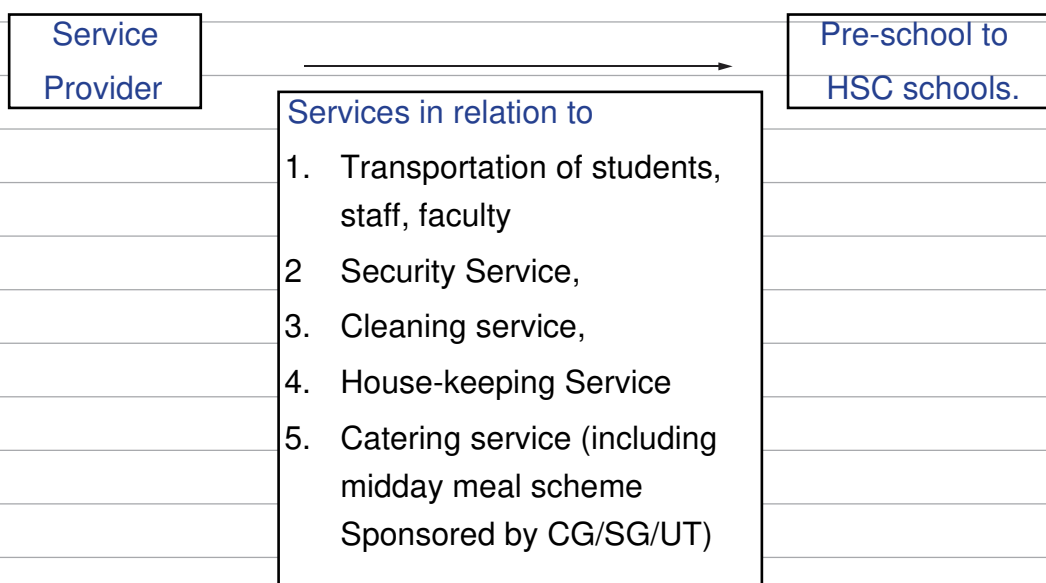 Service
Provider
Pre-school to
HSC schools.
Services in relation to
1. Transportation of students,
staff, faculty
2 Security Service,
3. Cleaning service,
4. House-keeping Service
5. Catering service (including
midday meal scheme
Sponsored by CG/SG/UT)